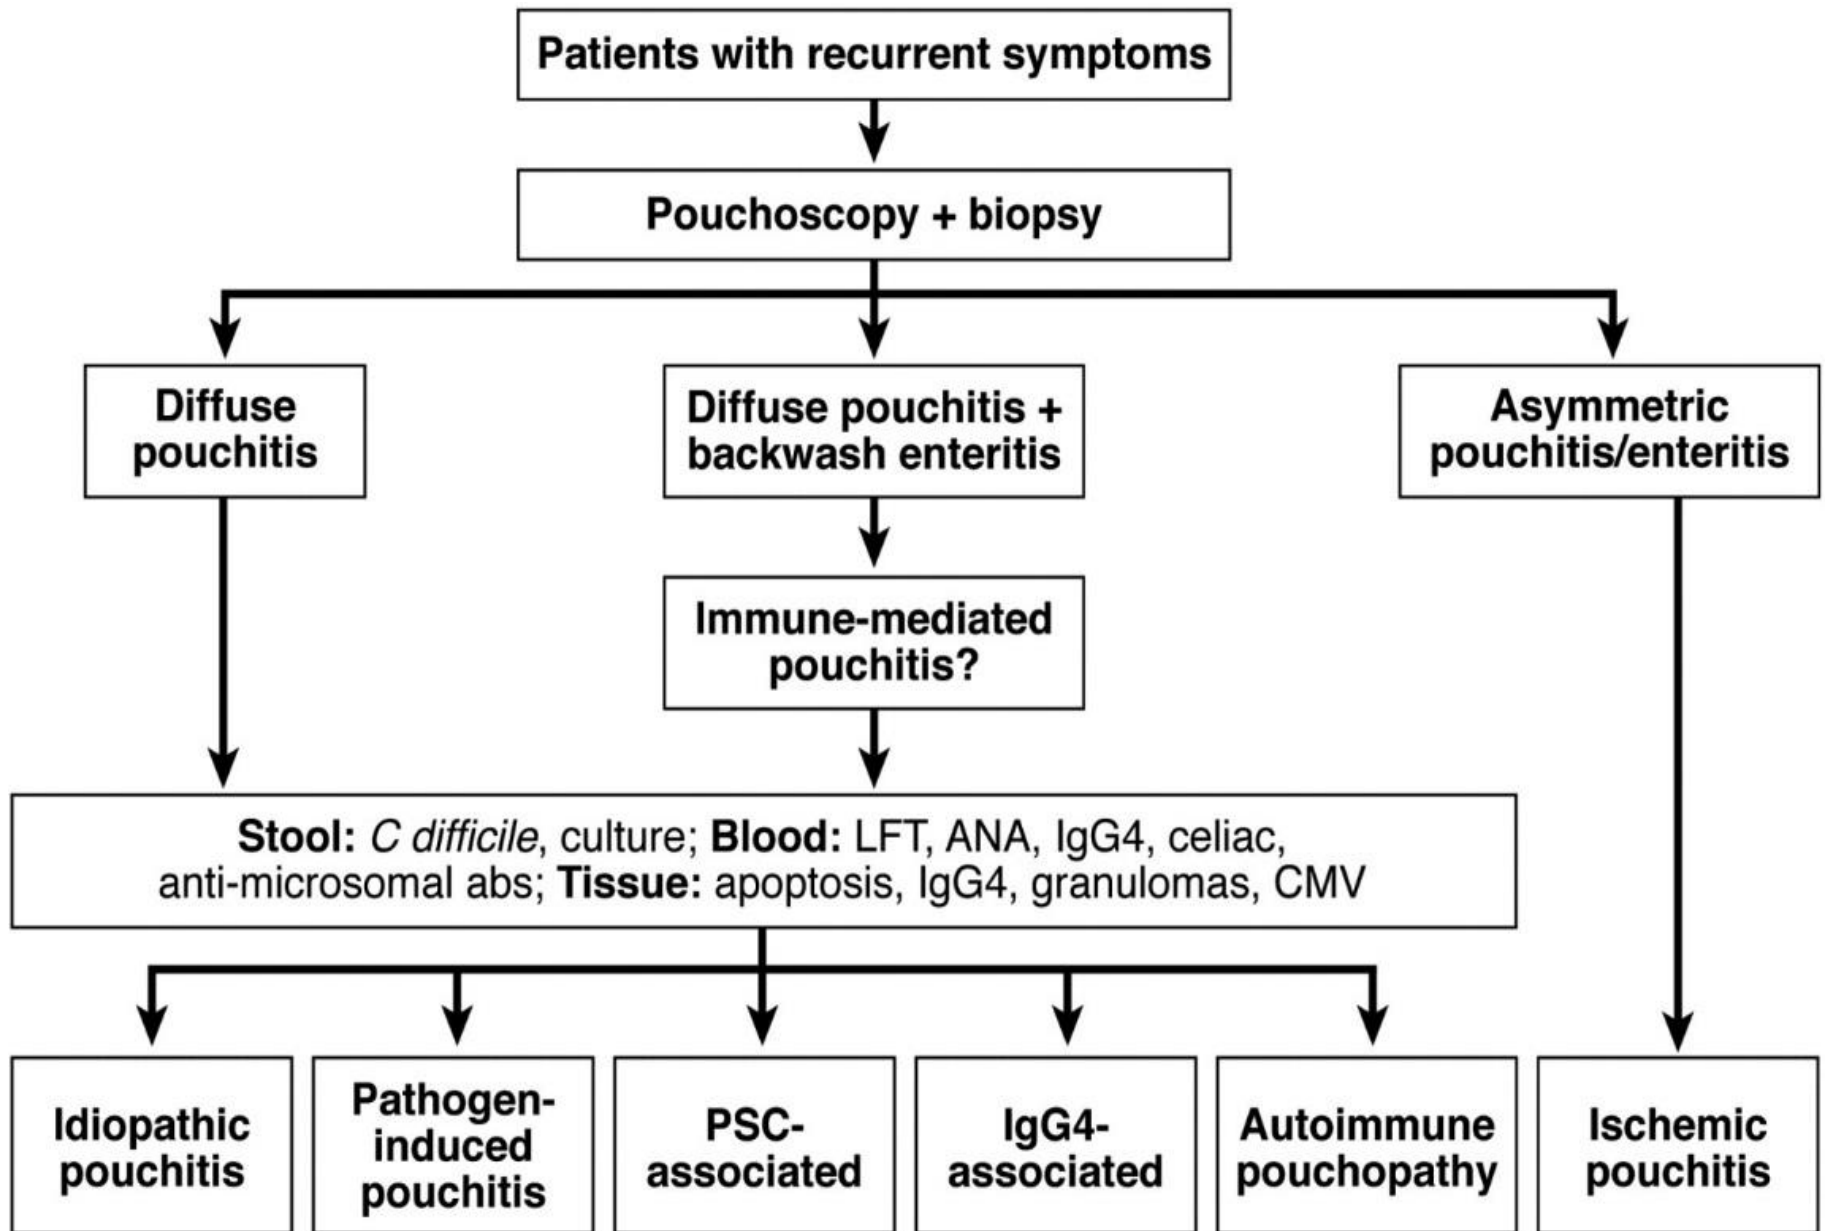 Patients with recurrent symptoms
Pouchoscopy + biopsy
Diffuse
pouchitis
Diffuse pouchitis +
backwash enteritis
Asymmetric
pouchitis/enteritis
Immune-mediated
pouchitis?
Stool: C difficile, culture; Blood: LFT, ANA, IgG4, celiac,
anti-microsomal abs; Tissue: apoptosis, IgG4, granulomas, CMV
Idiopathic
pouchitis
Pathogen-
induced
pouchitis
PSC-
associated
IgG4-
associated
Autoimmune
pouchopathy
Ischemic
pouchitis